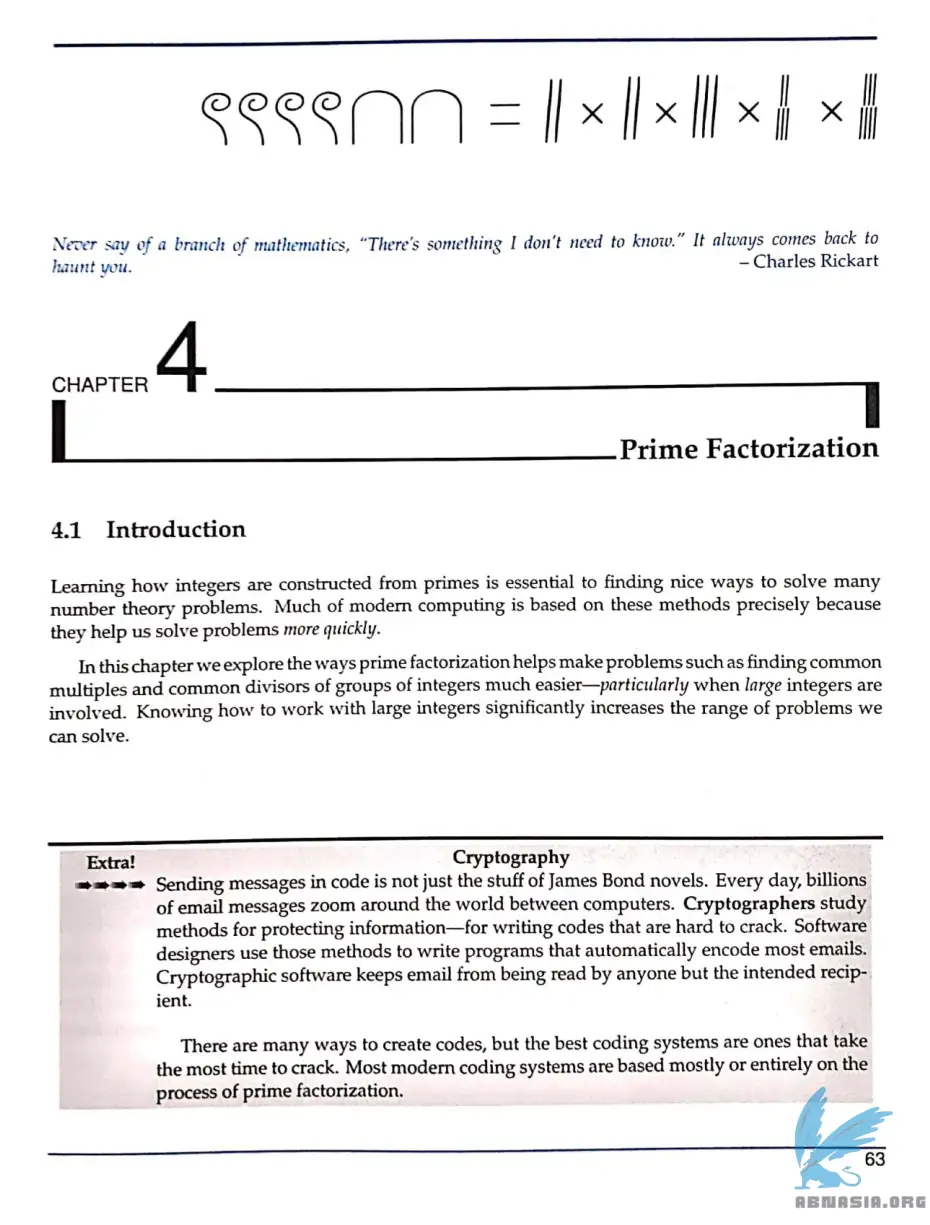 = || × || × ||| × || ||| × ||| ||||
Never say of a branch of mathematics, "There's something I don't need to know." It always comes back to
haunt you. – Charles Rickart
CHAPTER 4
Prime Factorization
4.1 Introduction
Learning how integers are constructed from primes is essential to finding nice ways to solve many
number theory problems. Much of modern computing is based on these methods precisely because
they help us solve problems more quickly.
In this chapter we explore the ways prime factorization helps make problems such as finding common
multiples and common divisors of groups of integers much easier—particularly when large integers are
involved. Knowing how to work with large integers significantly increases the range of problems we
can solve.
Extra! Cryptography
Sending messages in code is not just the stuff of James Bond novels. Every day, billions
of email messages zoom around the world between computers. Cryptographers study
methods for protecting information—for writing codes that are hard to crack. Software
designers use those methods to write programs that automatically encode most emails.
Cryptographic software keeps email from being read by anyone but the intended recip-
ient.
There are many ways to create codes, but the best coding systems are ones that take
the most time to crack. Most modern coding systems are based mostly or entirely on the
process of prime factorization.
63
ABNASIA.ORG